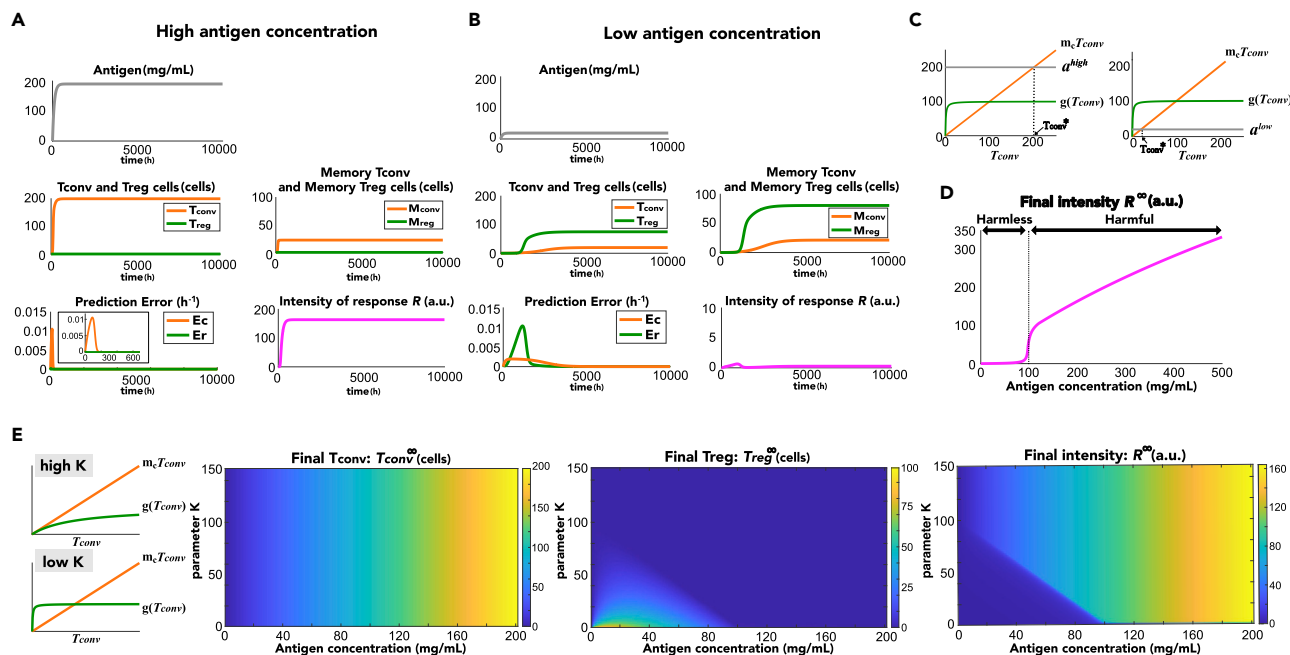 A
High antigen concentration
Antigen (mg/mL)
200
100
0
0
5000
10000
time (h)
Tconv and Treg cells (cells)
200
100
0
Tconv
Treg
0
5000
10000
time (h)
Memory Tconv
and Memory Treg cells (cells)
100
50
0
Mconv
Mreg
0
5000
10000
time (h)
Prediction Error (h⁻¹)
0.015
0.01
0.005
0
0.01
0.005
0
0
300
600
Ec
Er
0
5000
10000
time (h)
Intensity of response R (a.u.)
200
100
0
0
5000
10000
time (h)
B
Low antigen concentration
Antigen (mg/mL)
200
100
0
0
5000
10000
time (h)
Tconv and Treg cells (cells)
200
100
0
Tconv
Treg
0
5000
10000
time (h)
Memory Tconv
and Memory Treg cells (cells)
100
50
0
Mconv
Mreg
0
5000
10000
time (h)
Prediction Error (h⁻¹)
0.015
0.01
0.005
0
Ec
Er
0
5000
10000
time (h)
Intensity of response R (a.u.)
10
5
0
0
5000
10000
time (h)
C
200
100
0
mcTconv
a^high
g(Tconv)
Tconv*
0
100
200
Tconv
200
100
0
mcTconv
g(Tconv)
a^low
Tconv*
0
100
200
Tconv
D
Final intensity R^∞ (a.u.)
Harmless
Harmful
350
300
200
100
0
0
100
200
300
400
500
Antigen concentration (mg/mL)
E
high K
mcTconv
g(Tconv)
Tconv
low K
mcTconv
g(Tconv)
Tconv
Final Tconv: Tconv^∞ (cells)
parameter K
150
100
50
0
0
40
80
120
160
200
Antigen concentration (mg/mL)
200
150
100
50
0
Final Treg: Treg^∞ (cells)
parameter K
150
100
50
0
0
40
80
120
160
200
Antigen concentration (mg/mL)
100
75
50
25
0
Final intensity: R^∞ (a.u.)
parameter K
150
100
50
0
0
40
80
120
160
200
Antigen concentration (mg/mL)
160
120
80
40
0